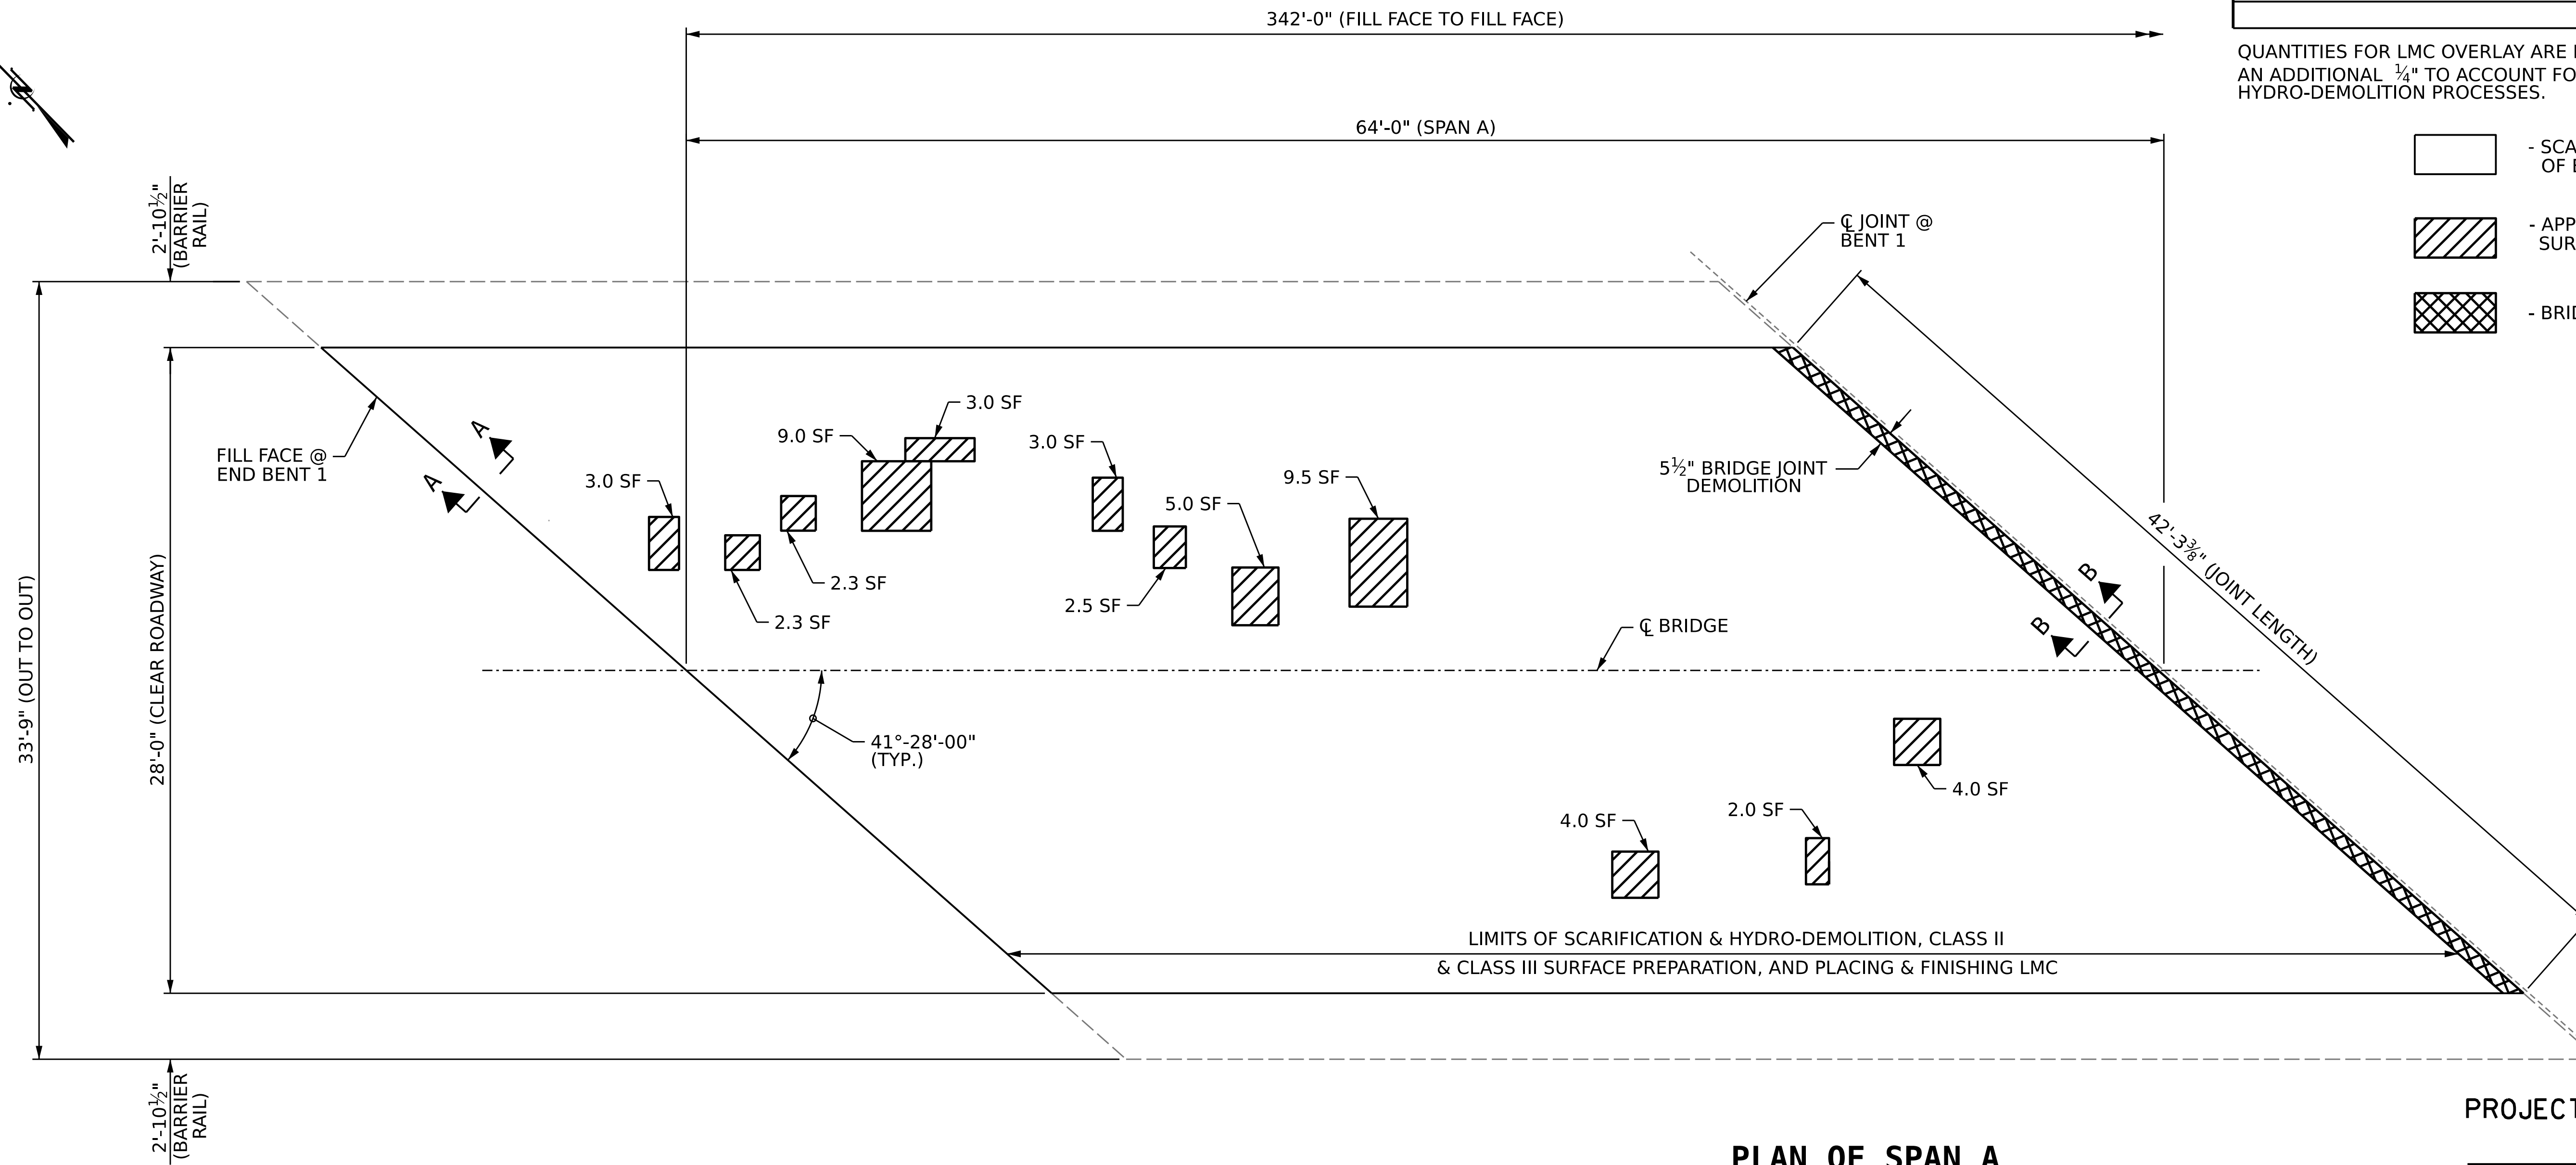 342'-0" (FILL FACE TO FILL FACE)
QUANTITIES FOR LMC OVERLAY ARE
AN ADDITIONAL ¼" TO ACCOUNT FO
HYDRO-DEMOLITION PROCESSES.
N
64'-0" (SPAN A)
- SCA
OF
- APP
SUR
- BRID
2'-10½"
(BARRIER
RAIL)
℄ JOINT @
BENT 1
3.0 SF
9.0 SF
3.0 SF
A
A
FILL FACE @
END BENT 1
3.0 SF
9.5 SF
5½" BRIDGE JOINT
DEMOLITION
5.0 SF
42'-3⅜" (JOINT LENGTH)
2.3 SF
2.5 SF
2.3 SF
B
B
℄ BRIDGE
33'-9" (OUT TO OUT)
28'-0" (CLEAR ROADWAY)
41°-28'-00"
(TYP.)
4.0 SF
2.0 SF
4.0 SF
LIMITS OF SCARIFICATION & HYDRO-DEMOLITION, CLASS II
& CLASS III SURFACE PREPARATION, AND PLACING & FINISHING LMC
2'-10½"
(BARRIER
RAIL)
PROJECT
PLAN OF SPAN A